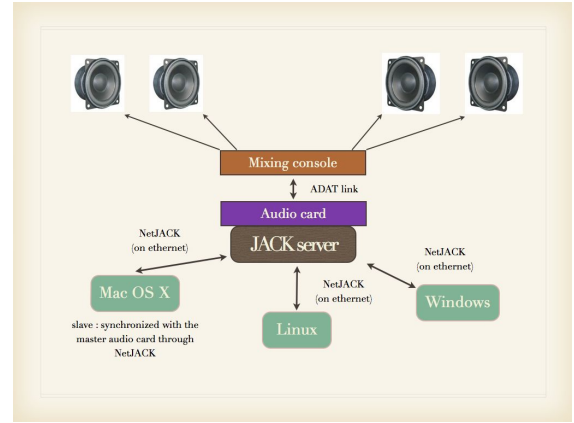 Mixing console
ADAT link
Audio card
JACK server
NetJACK
(on ethernet)
NetJACK
(on ethernet)
NetJACK
(on ethernet)
Mac OS X
Windows
Linux
slave : synchronized with the
master audio card through
NetJACK